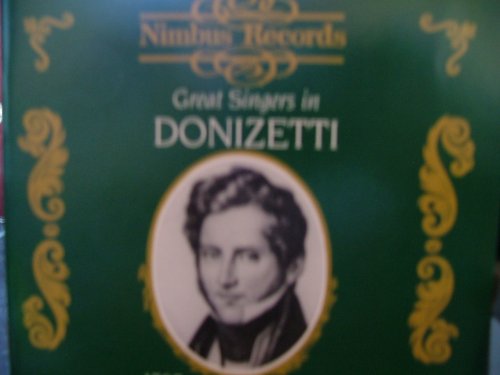 Nimbus Records
Great Singers in
DONIZETTI